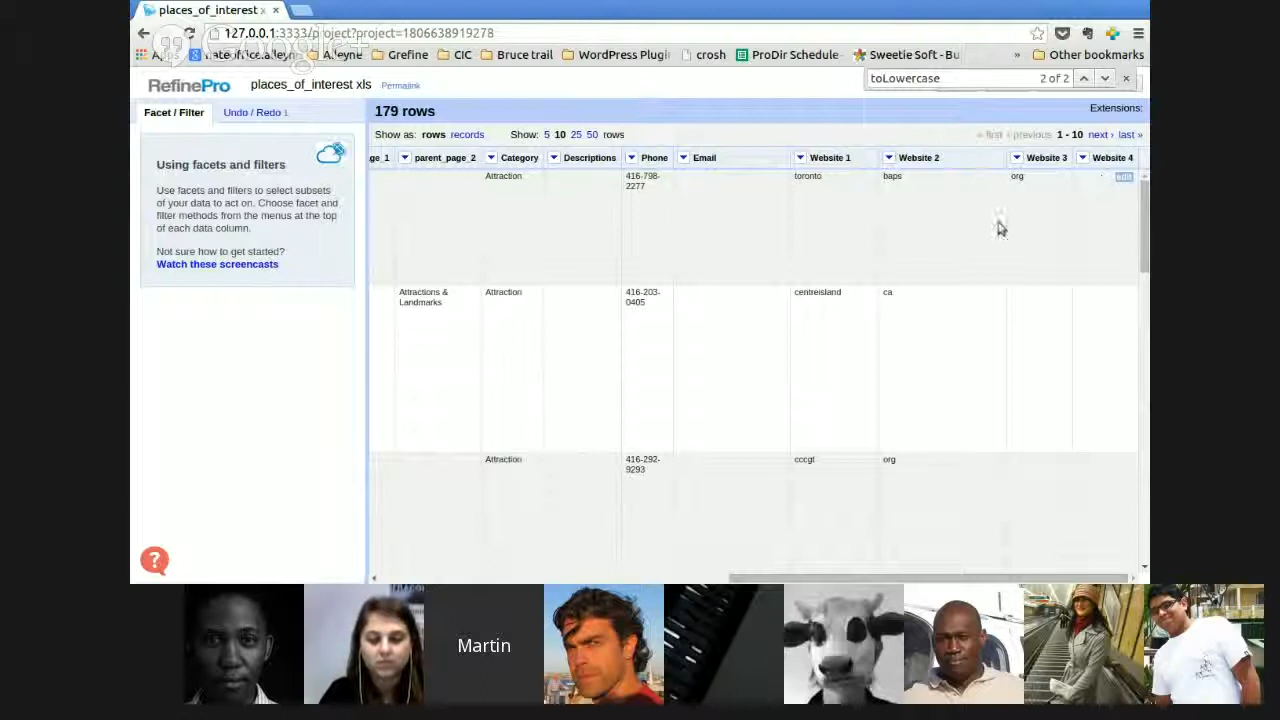 places_of_interest x
127.0.0.1:3333/project?project=1806638919278
Google+
Apps Grefine CIC Bruce trail WordPress Plugi crosh ProDir Schedule Sweetie Soft - Bu » Other bookmarks
RefinePro places_of_interest xls Permalink
toLowercase 2 of 2
Facet / Filter Undo / Redo 1
179 rows
Extensions:
Show as: rows records Show: 5 10 25 50 rows « first ‹ previous 1 - 10 next › last »
ge_1 parent_page_2 Category Descriptions Phone Email Website 1 Website 2 Website 3 Website 4
Using facets and filters
Use facets and filters to select subsets
of your data to act on. Choose facet and
filter methods from the menus at the top
of each data column.
Not sure how to get started?
Watch these screencasts
Attraction 416-798-
2277 toronto baps org edit
Attractions &
Landmarks Attraction 416-203-
0405 centreisland ca
Attraction 416-292-
9293 cccgt org
?
Martin